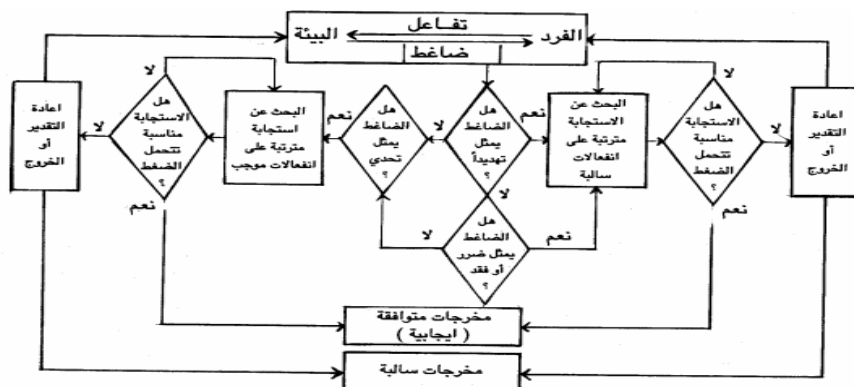 تفاعل
الفرد
البيئة
ضاغط
لا
لا
اعادة
التقدير
أو
الخروج
هل
الاستجابة
مناسبة
تتحمل
الضغط
؟
لا
نعم
البحث عن
الاستجابة
مترتبة على
انفعالات
سالبة
نعم
هل
الضاغط
يمثل
تهديداً
؟
لا
لا
هل
الضاغط
يمثل
تحدي
؟
نعم
البحث عن
استجابة
مترتبة على
انفعالات موجب
هل
الاستجابة
مناسبة
تتحمل
الضغط
؟
لا
نعم
اعادة
التقدير
أو
الخروج
هل
الضاغط
يمثل ضرر
أو فقد
؟
نعم
لا
مخرجات متوافقة
( ايجابية )
مخرجات سالبة